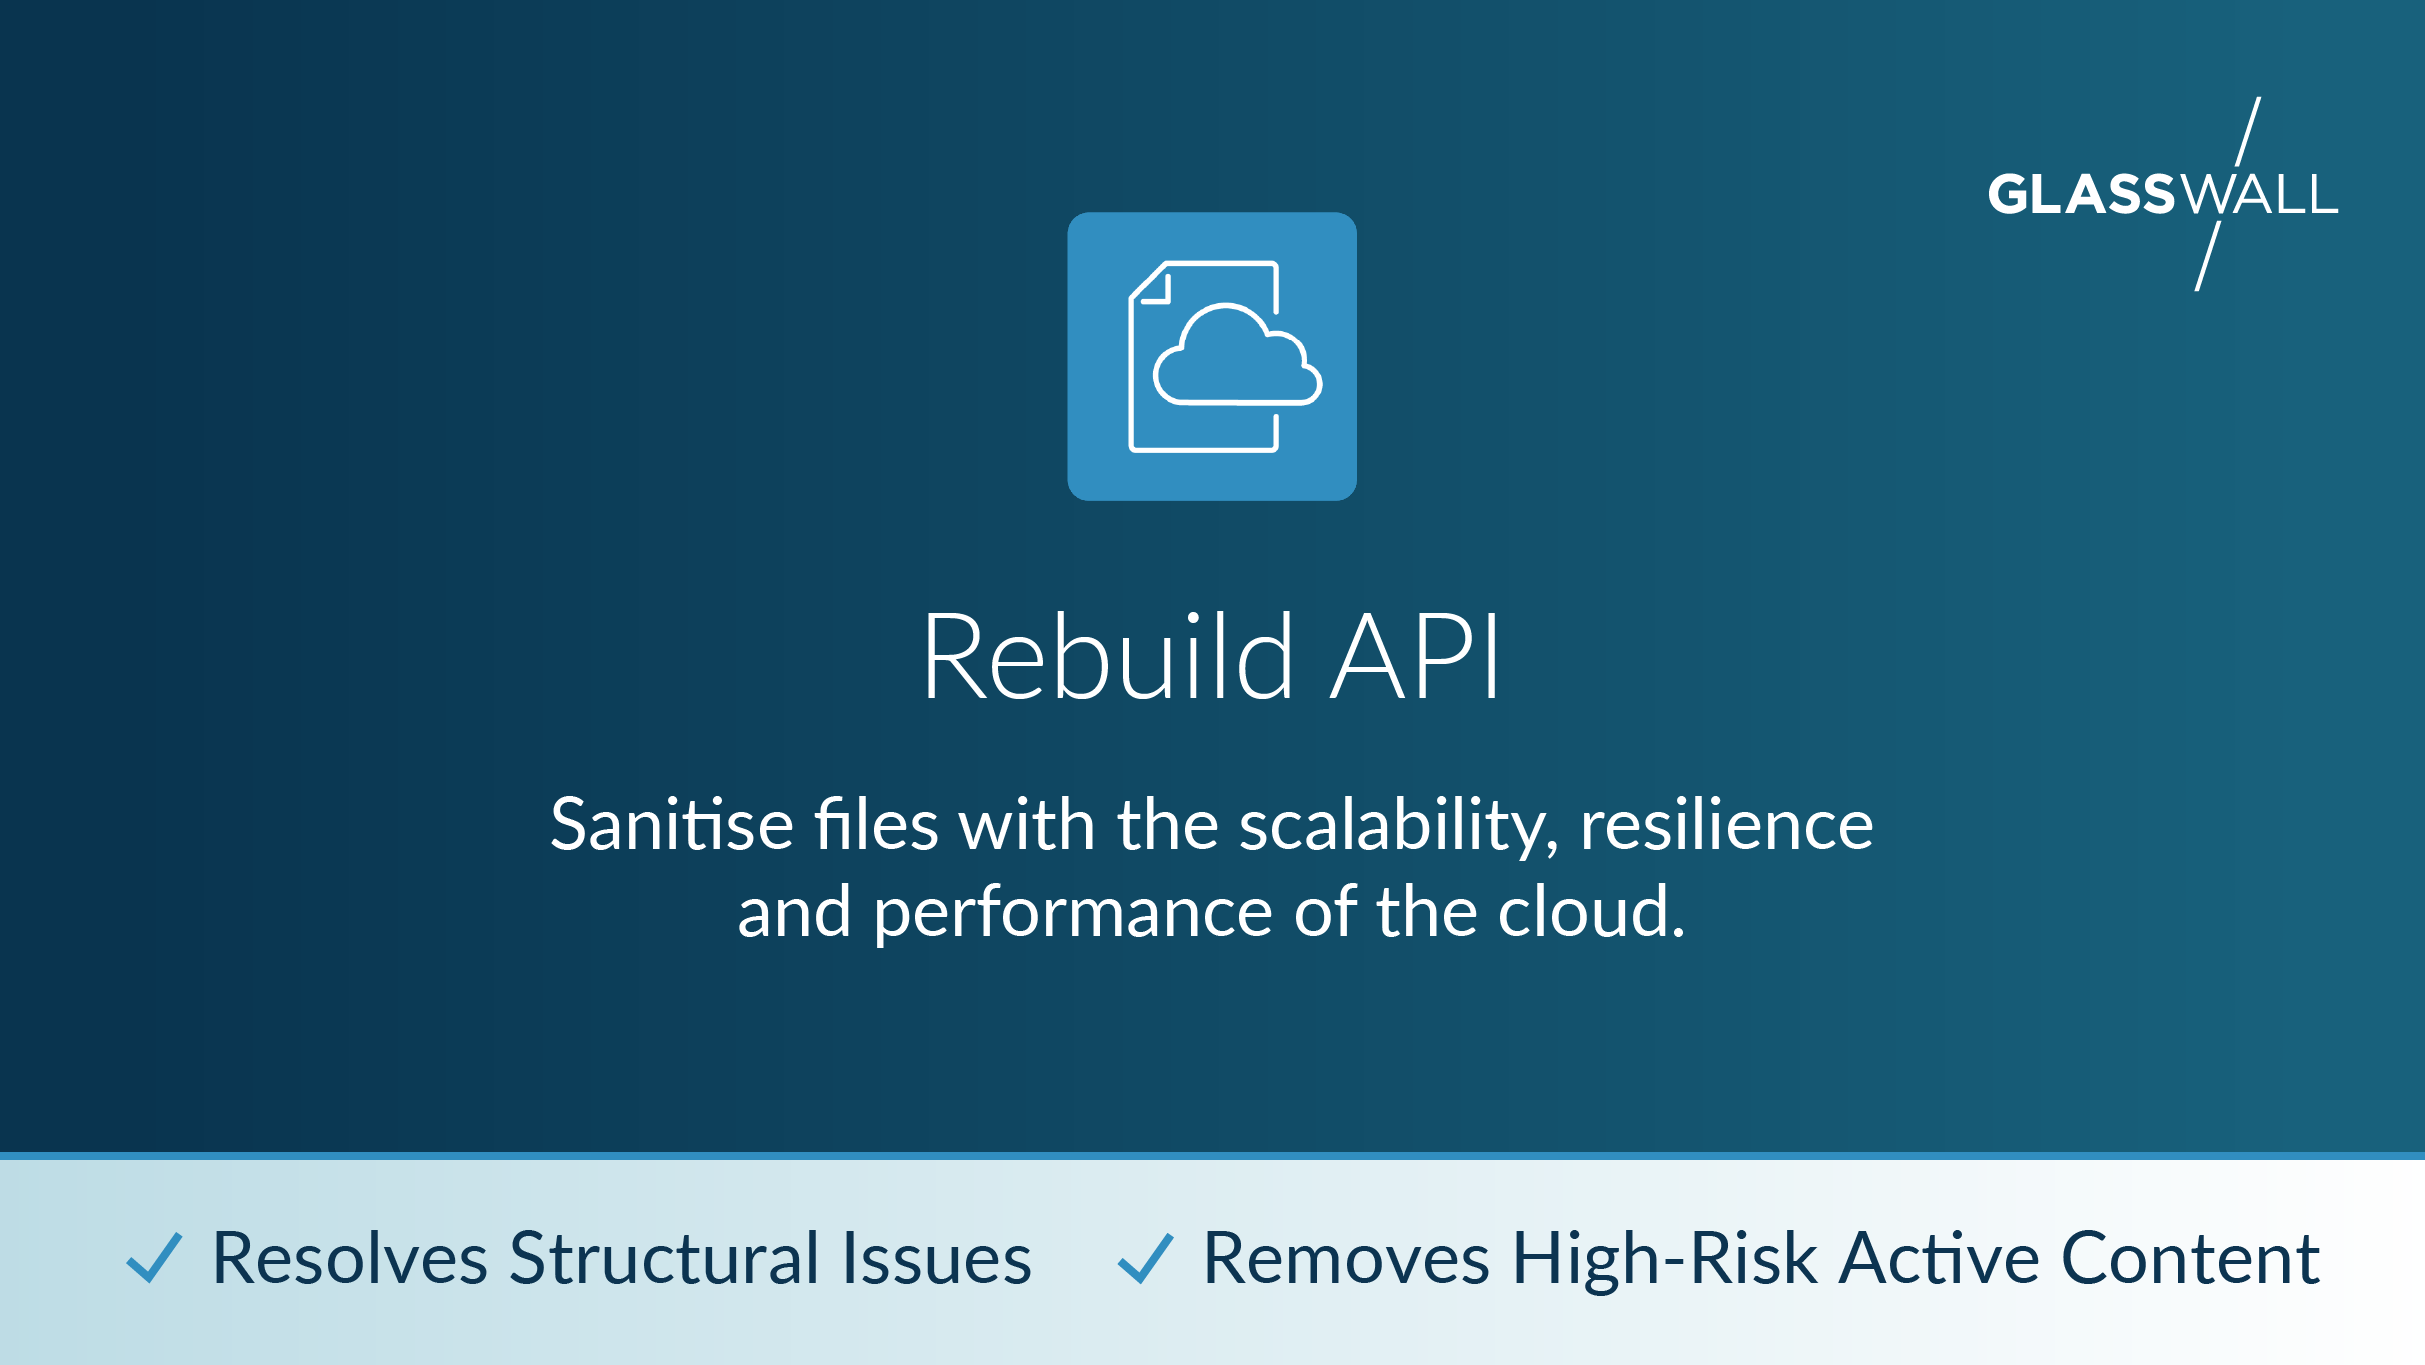 GLASSWALL
Rebuild API
Sanitise files with the scalability, resilience
and performance of the cloud.
Resolves Structural Issues
Removes High-Risk Active Content